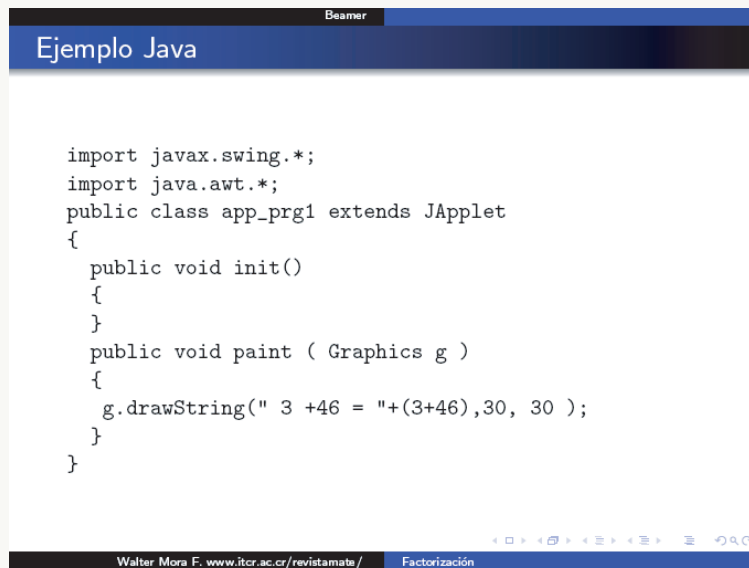 Beamer
Ejemplo Java
import javax.swing.*;
import java.awt.*;
public class app_prg1 extends JApplet
{
public void init()
{
}
public void paint ( Graphics g )
{
g.drawString(" 3 +46 = "+(3+46),30, 30 );
}
}
Walter Mora F. www.itcr.ac.cr/revistamate/ Factorización